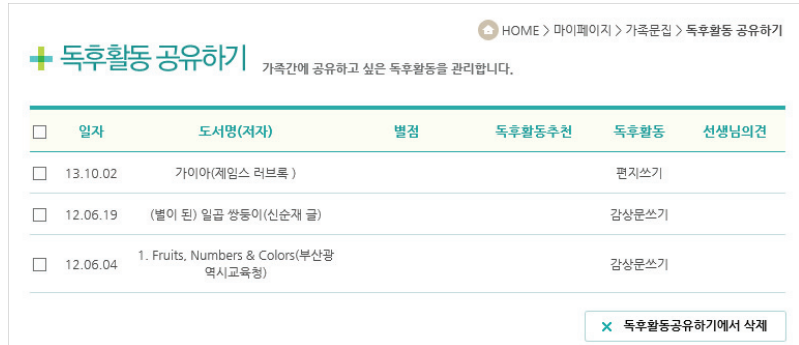 HOME > 마이페이지 > 가족문집 > 독후활동 공유하기
독후활동 공유하기 가족간에 공유하고 싶은 독후활동을 관리합니다.
일자 도서명(저자) 별점 독후활동추천 독후활동 선생님의견
13.10.02 가이아(제임스 러브록 ) 편지쓰기
12.06.19 (별이 된) 일곱 쌍둥이(신순재 글) 감상문쓰기
12.06.04 1. Fruits, Numbers & Colors(부산광 감상문쓰기
역시교육청)
독후활동공유하기에서 삭제